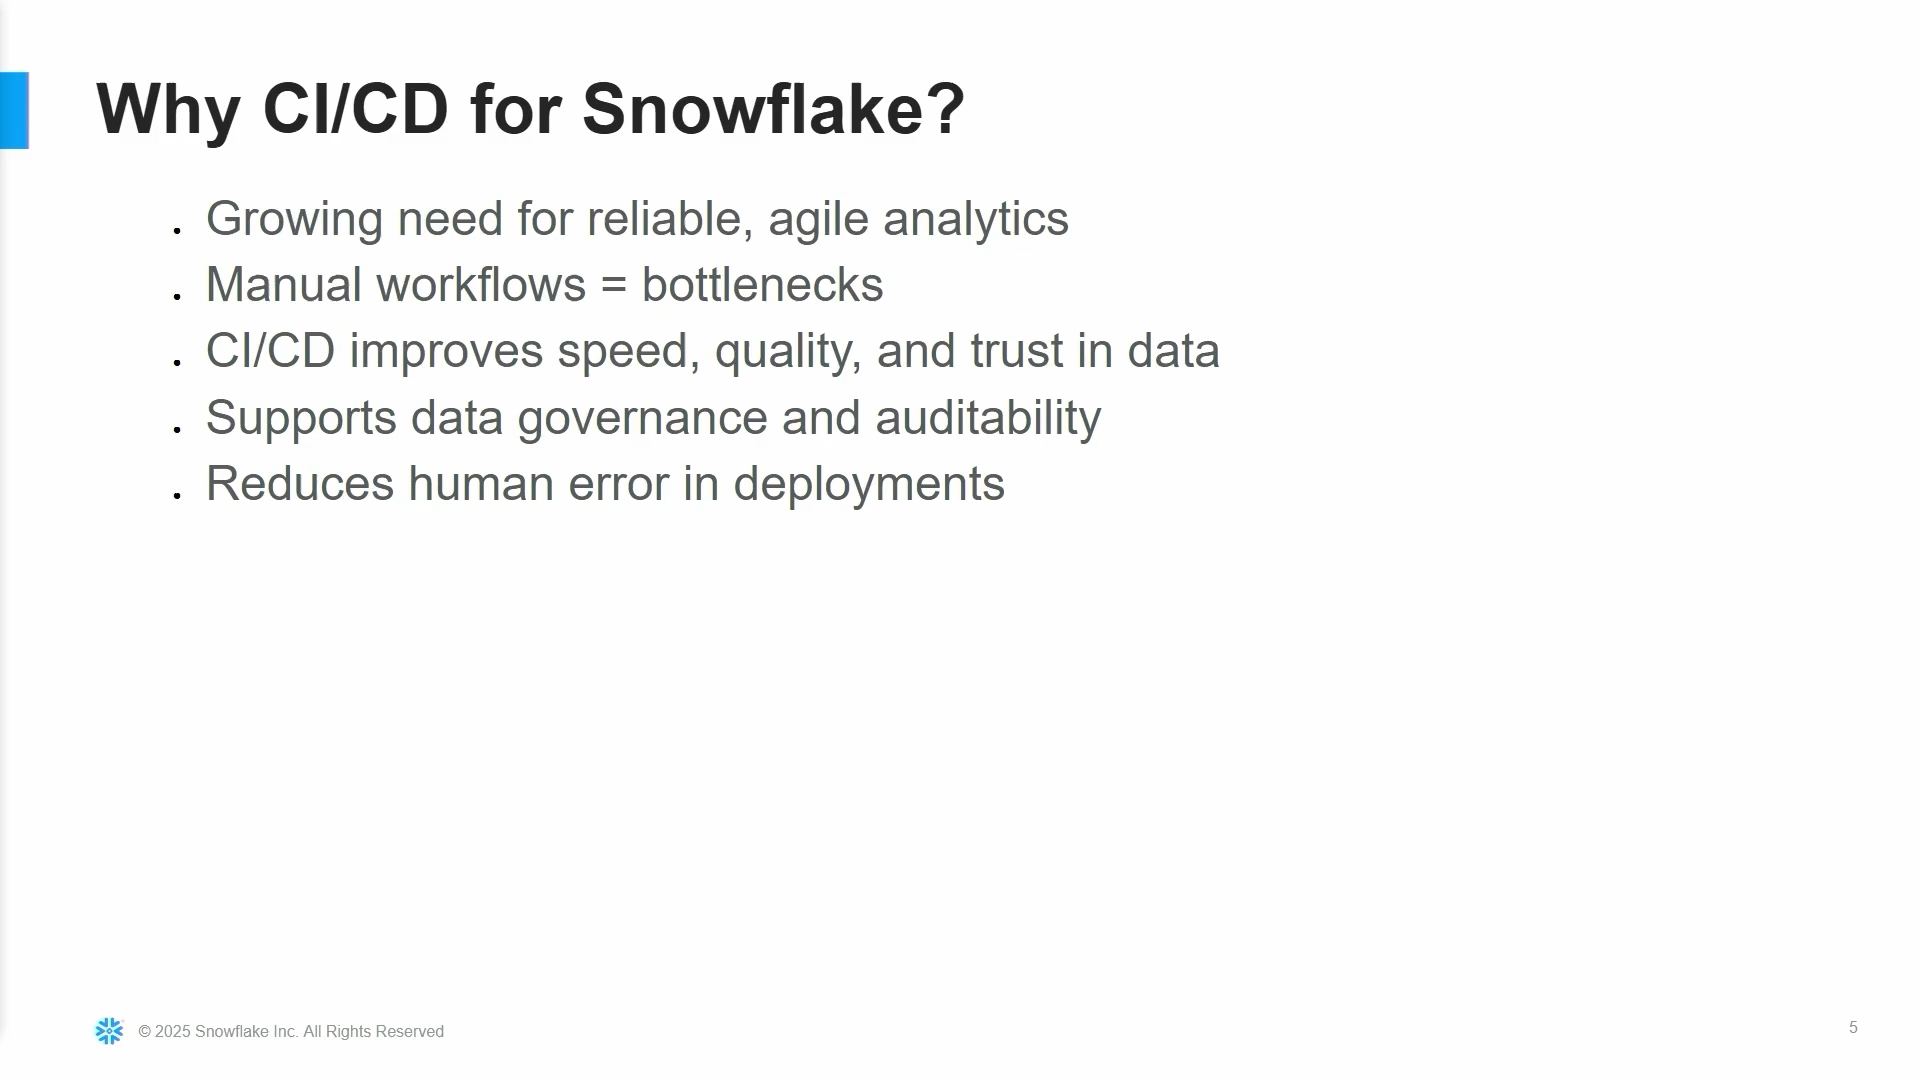 Why CI/CD for Snowflake?
. Growing need for reliable, agile analytics
. Manual workflows = bottlenecks
. CI/CD improves speed, quality, and trust in data
. Supports data governance and auditability
. Reduces human error in deployments
© 2025 Snowflake Inc. All Rights Reserved
5